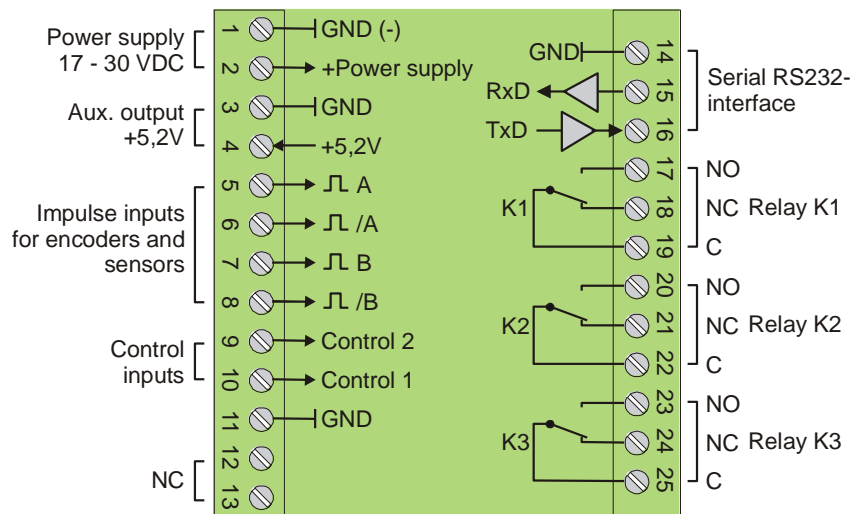 Power supply
17 - 30 VDC
Aux. output
+5,2V
Impulse inputs
for encoders and
sensors
Control
inputs
NC
1 GND (-)
2 +Power supply
3 GND
4 +5,2V
5 A
6 /A
7 B
8 /B
9 Control 2
10 Control 1
11 GND
12
13
GND 14
RxD 15
TxD 16
Serial RS232-
interface
17 NO
K1 18 NC Relay K1
19 C
20 NO
K2 21 NC Relay K2
22 C
23 NO
K3 24 NC Relay K3
25 C